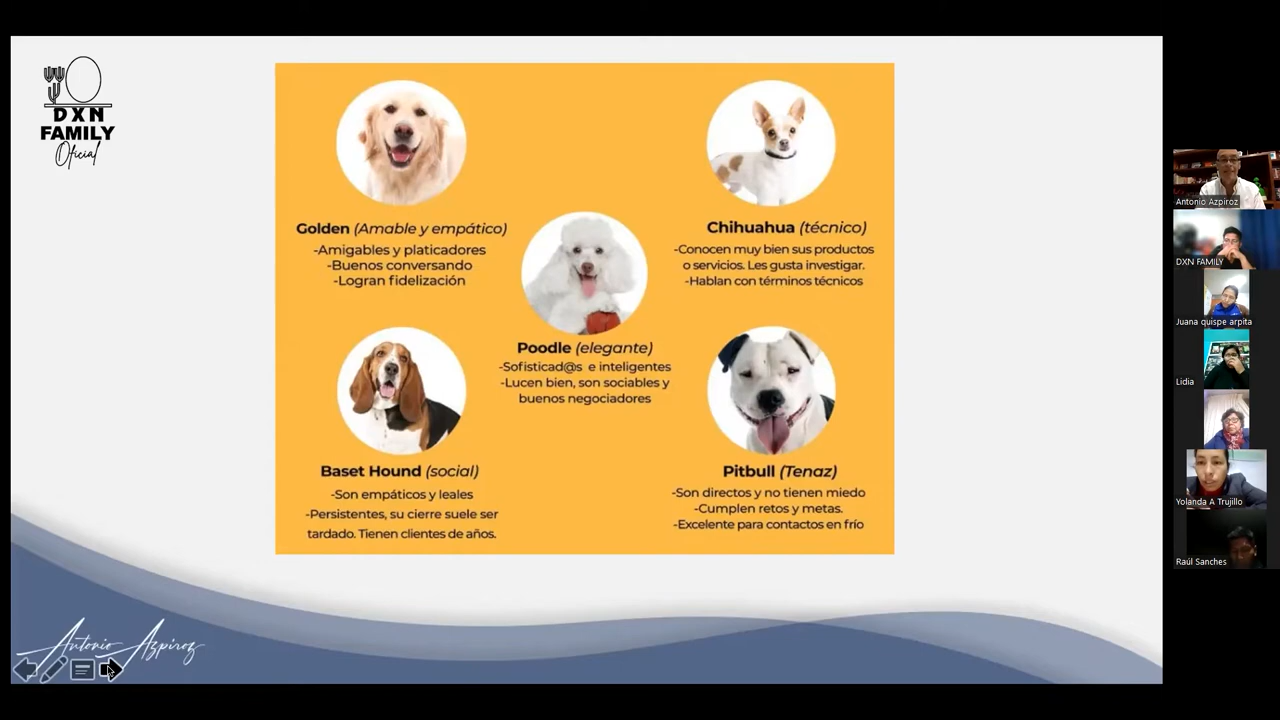 DXN
FAMILY
Oficial
Golden (Amable y empático)
-Amigables y platicadores
-Buenos conversando
-Logran fidelización
Chihuahua (técnico)
-Conocen muy bien sus productos
o servicios. Les gusta investigar.
-Hablan con términos técnicos
Poodle (elegante)
-Sofisticad@s e inteligentes
-Lucen bien, son sociables y
buenos negociadores
Baset Hound (social)
-Son empáticos y leales
-Persistentes, su cierre suele ser
tardado. Tienen clientes de años.
Pitbull (Tenaz)
-Son directos y no tienen miedo
-Cumplen retos y metas.
-Excelente para contactos en frío
Antonio Azpiroz
Antonio Azpiroz
DXN FAMILY
Juana quispe arpita
Lidia
Yolanda A Trujillo
Raúl Sanches